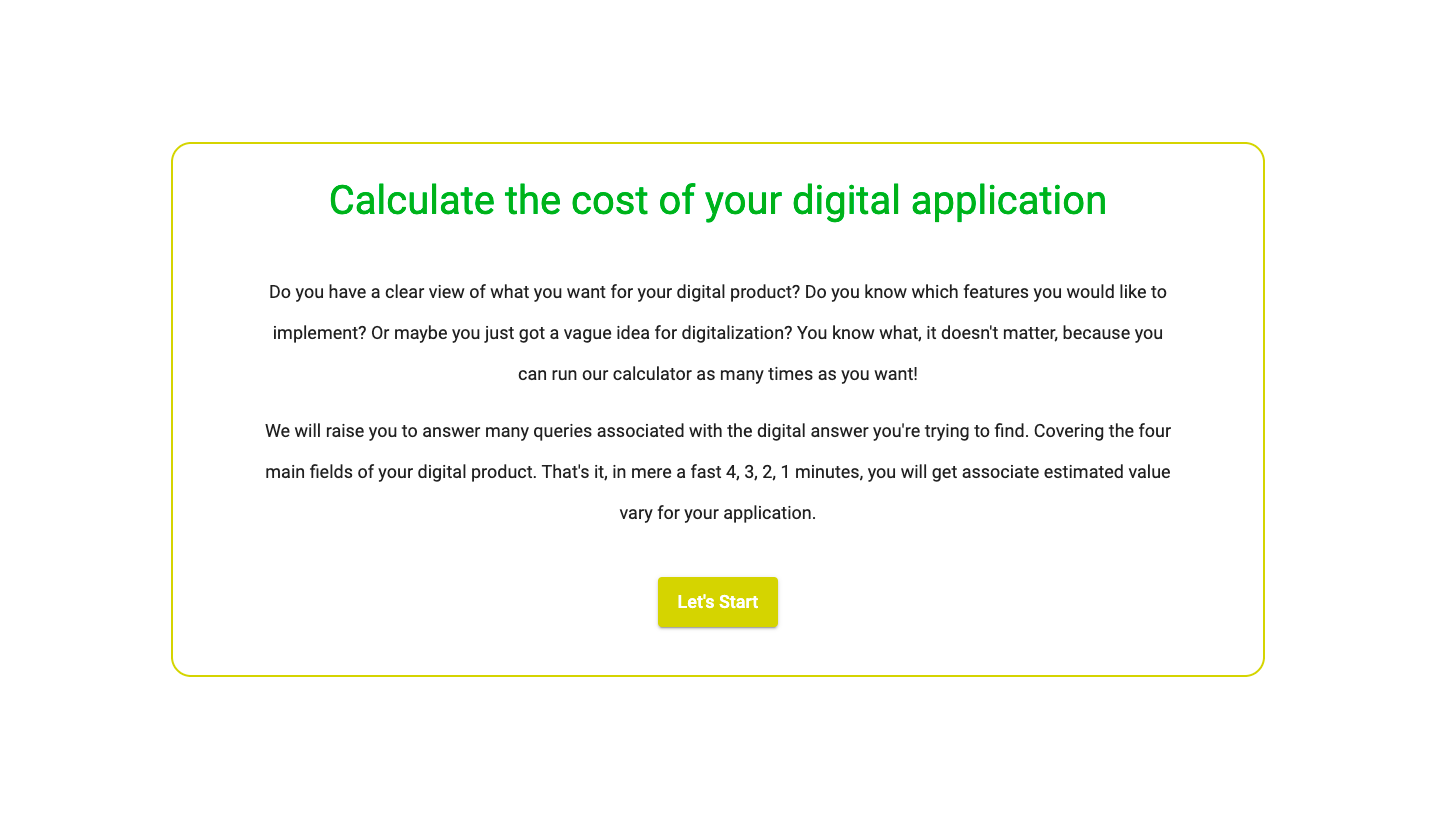 Calculate the cost of your digital application
Do you have a clear view of what you want for your digital product? Do you know which features you would like to
implement? Or maybe you just got a vague idea for digitalization? You know what, it doesn't matter, because you
can run our calculator as many times as you want!
We will raise you to answer many queries associated with the digital answer you're trying to find. Covering the four
main fields of your digital product. That's it, in mere a fast 4, 3, 2, 1 minutes, you will get associate estimated value
vary for your application.
Let's Start